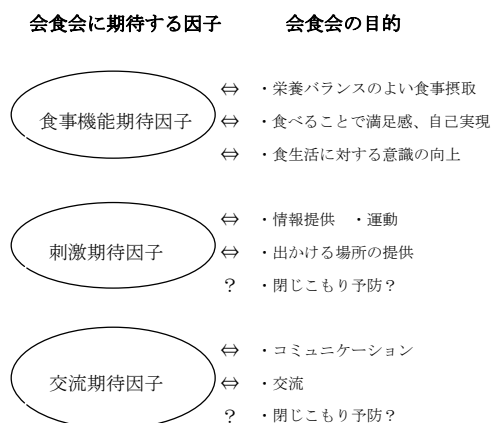 会食会に期待する因子　会食会の目的
⇔ ・栄養バランスのよい食事摂取
食事機能期待因子 ⇔ ・食べることで満足感、自己実現
⇔ ・食生活に対する意識の向上
⇔ ・情報提供　・運動
刺激期待因子 ⇔ ・出かける場所の提供
? ・閉じこもり予防？
⇔ ・コミュニケーション
交流期待因子 ⇔ ・交流
? ・閉じこもり予防？